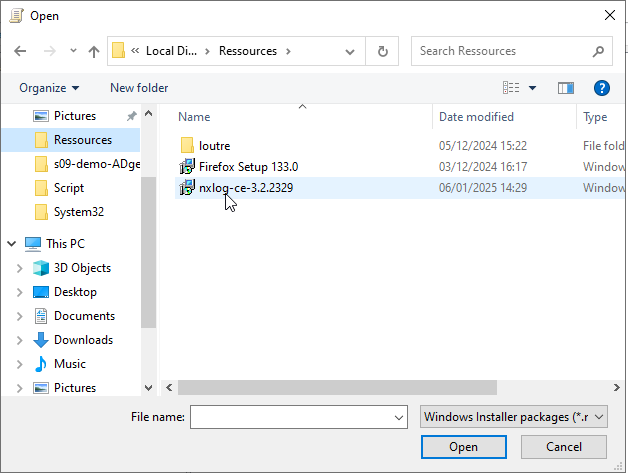 Open
« Local Di... > Ressources >
Search Ressources
Organize
New folder
Name
Date modified
Type
Pictures
Ressources
s09-demo-ADge
Script
System32
This PC
3D Objects
Desktop
Documents
Downloads
Music
Pictures
loutre 05/12/2024 15:22 File fold
Firefox Setup 133.0 03/12/2024 16:17 Window
nxlog-ce-3.2.2329 06/01/2025 14:29 Window
File name:
Windows Installer packages (*.r
Open
Cancel